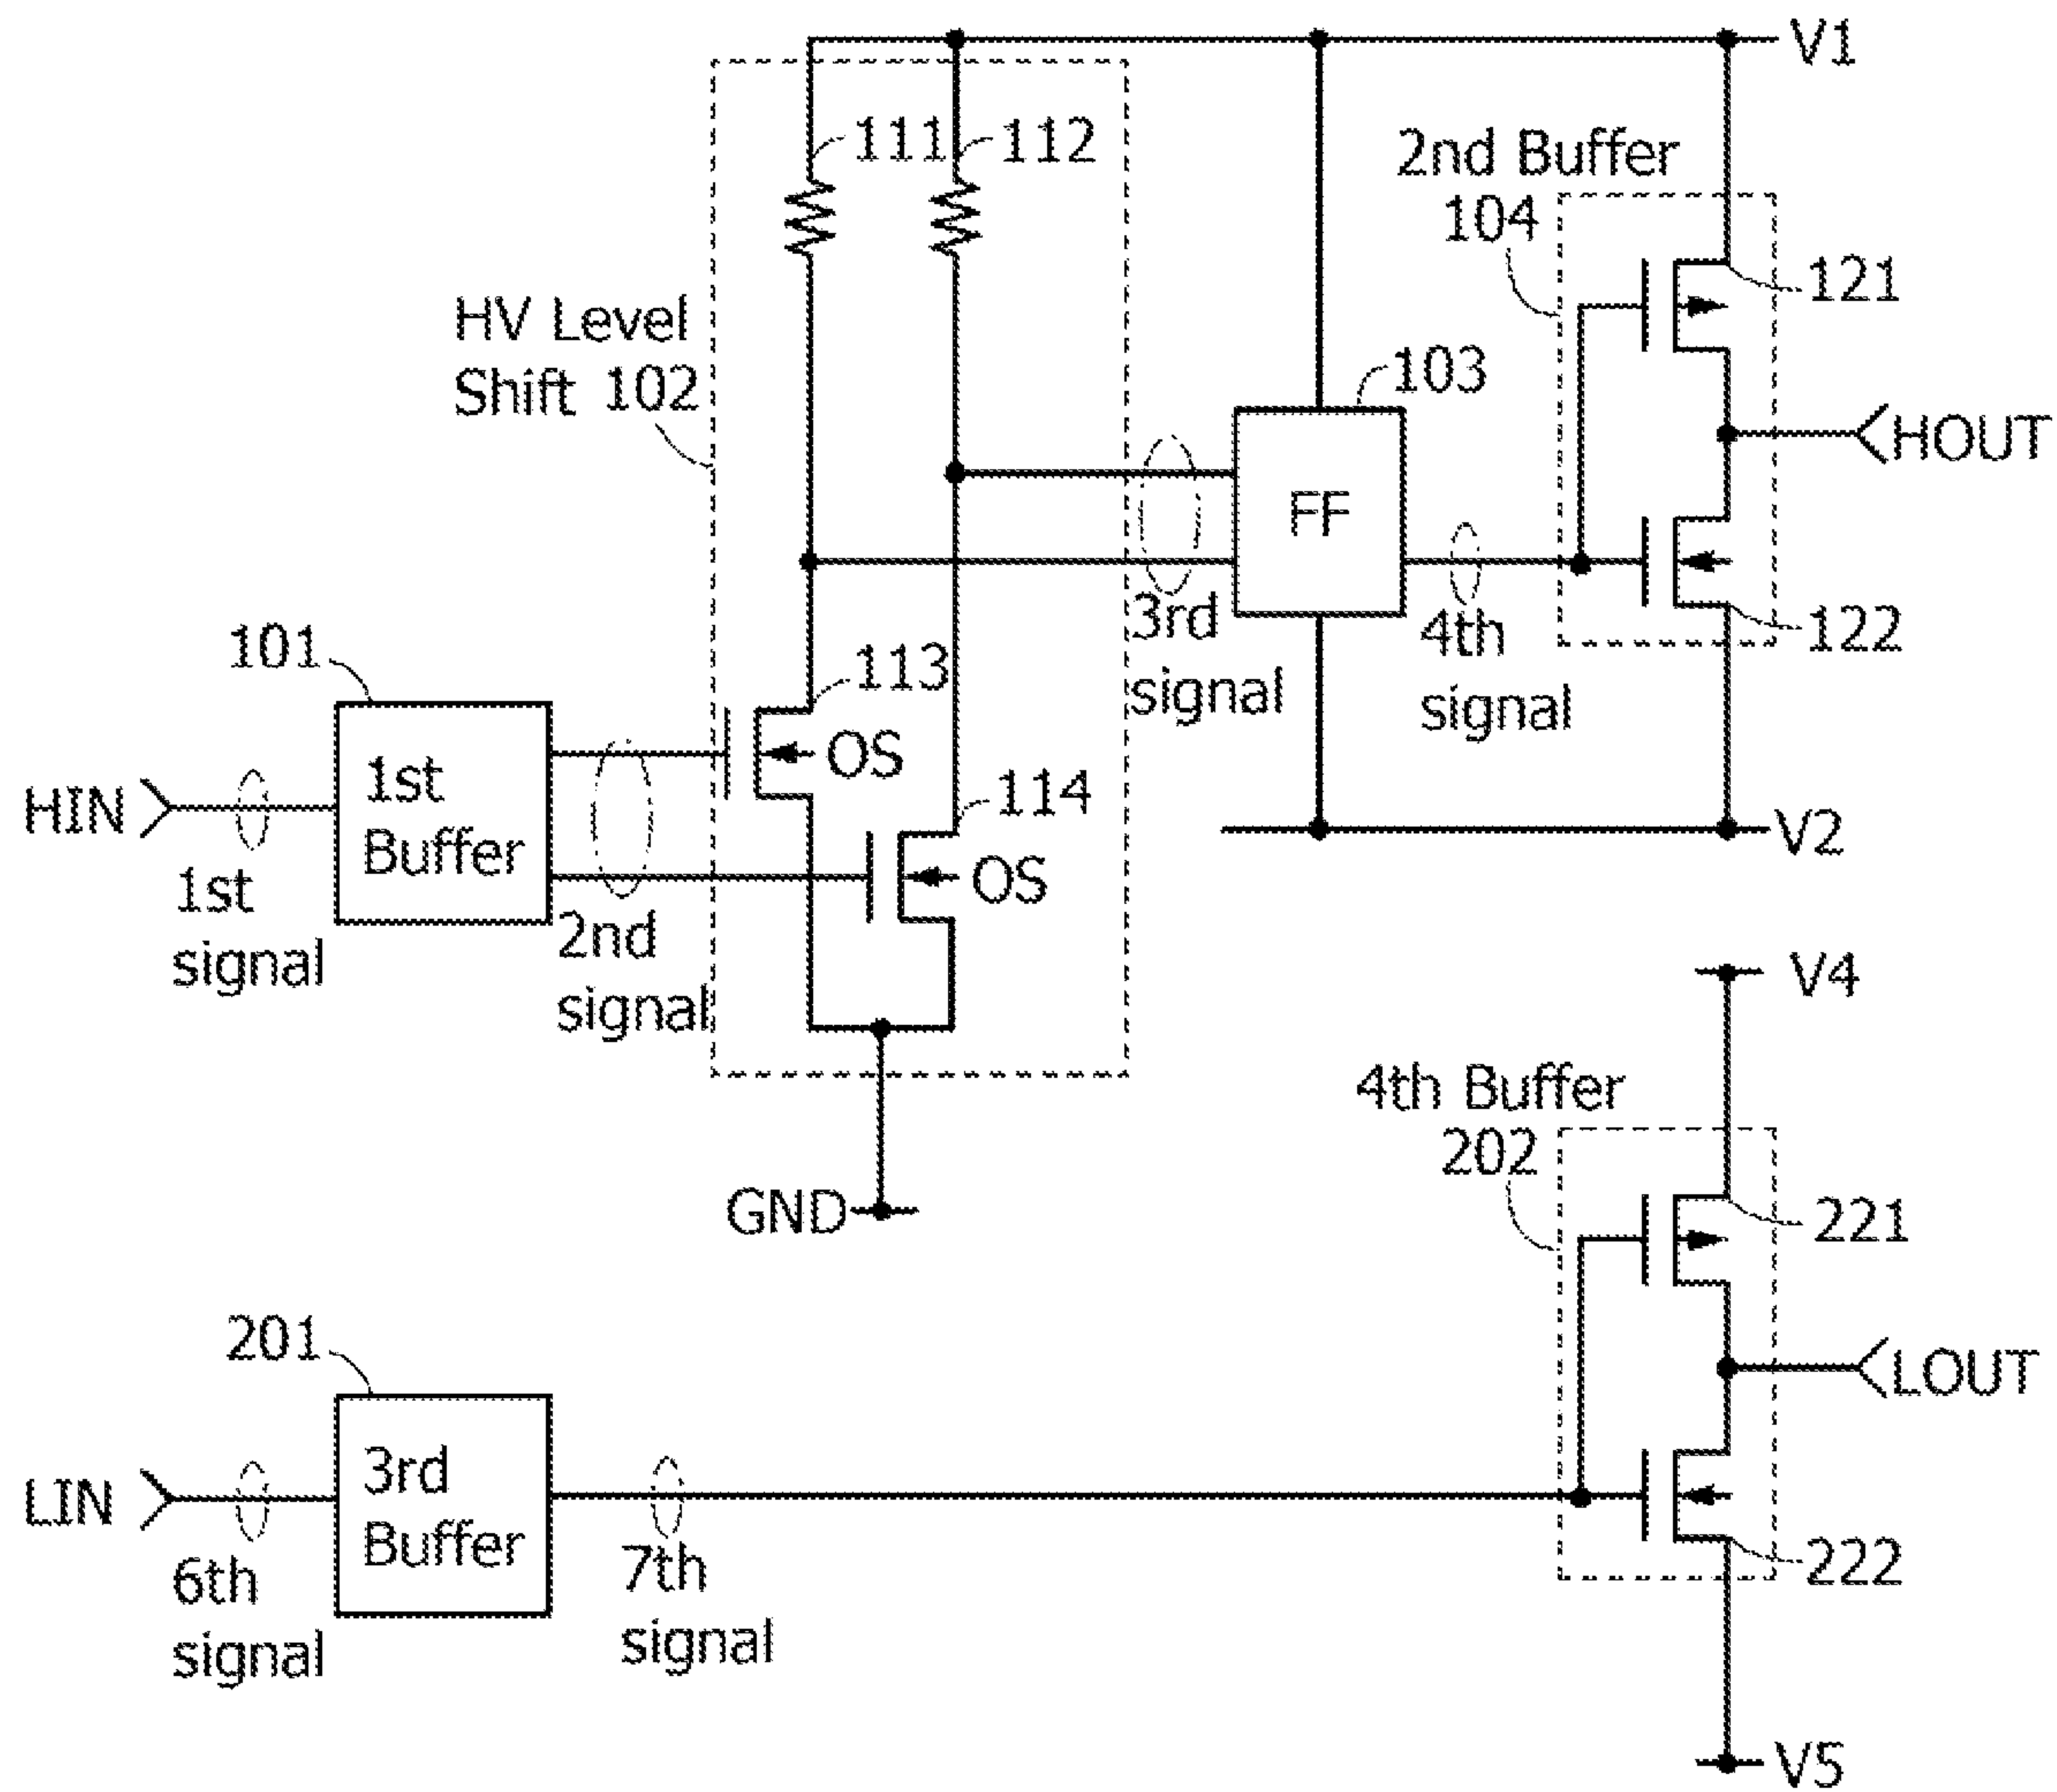 V1
111
112
2nd Buffer
104
121
HV Level
Shift 102
103
HOUT
FF
3rd
signal
4th
signal
122
101
113
OS
1st
Buffer
HIN
114
OS
V2
1st
signal
2nd
signal
V4
4th Buffer
202
GND
221
201
LOUT
3rd
Buffer
LIN
222
6th
signal
7th
signal
V5